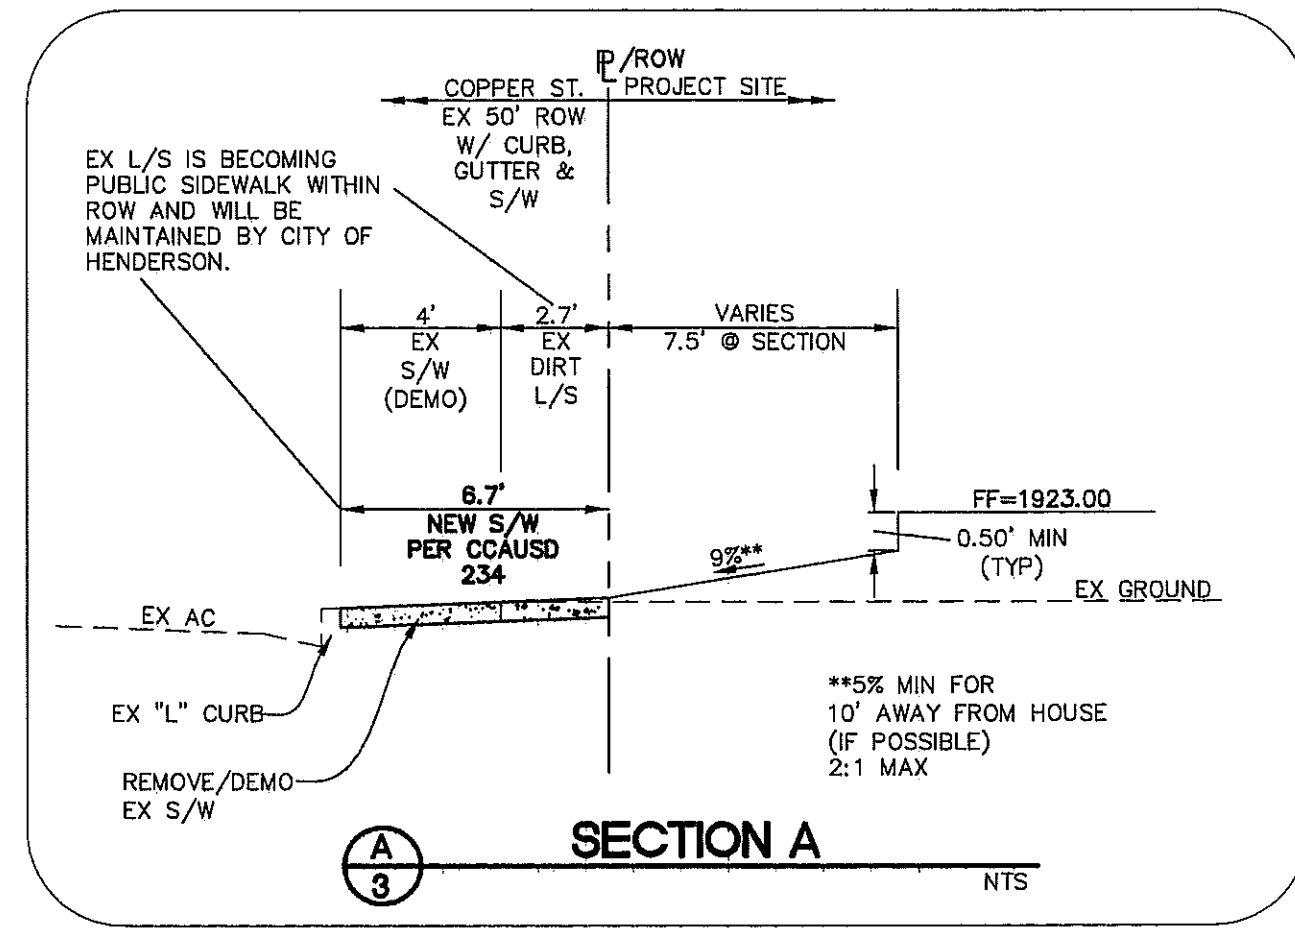 PL/ROW
COPPER ST. PROJECT SITE
EX 50' ROW
W/ CURB,
GUTTER &
S/W
EX L/S IS BECOMING
PUBLIC SIDEWALK WITHIN
ROW AND WILL BE
MAINTAINED BY CITY OF
HENDERSON.
4'
EX
S/W
(DEMO)
2.7'
EX
DIRT
L/S
VARIES
7.5' @ SECTION
6.7'
NEW S/W
PER CCAUSD
234
9%**
FF=1923.00
0.50' MIN
(TYP)
EX GROUND
EX AC
EX "L" CURB
REMOVE/DEMO
EX S/W
**5% MIN FOR
10' AWAY FROM HOUSE
(IF POSSIBLE)
2:1 MAX
A
3
SECTION A
NTS